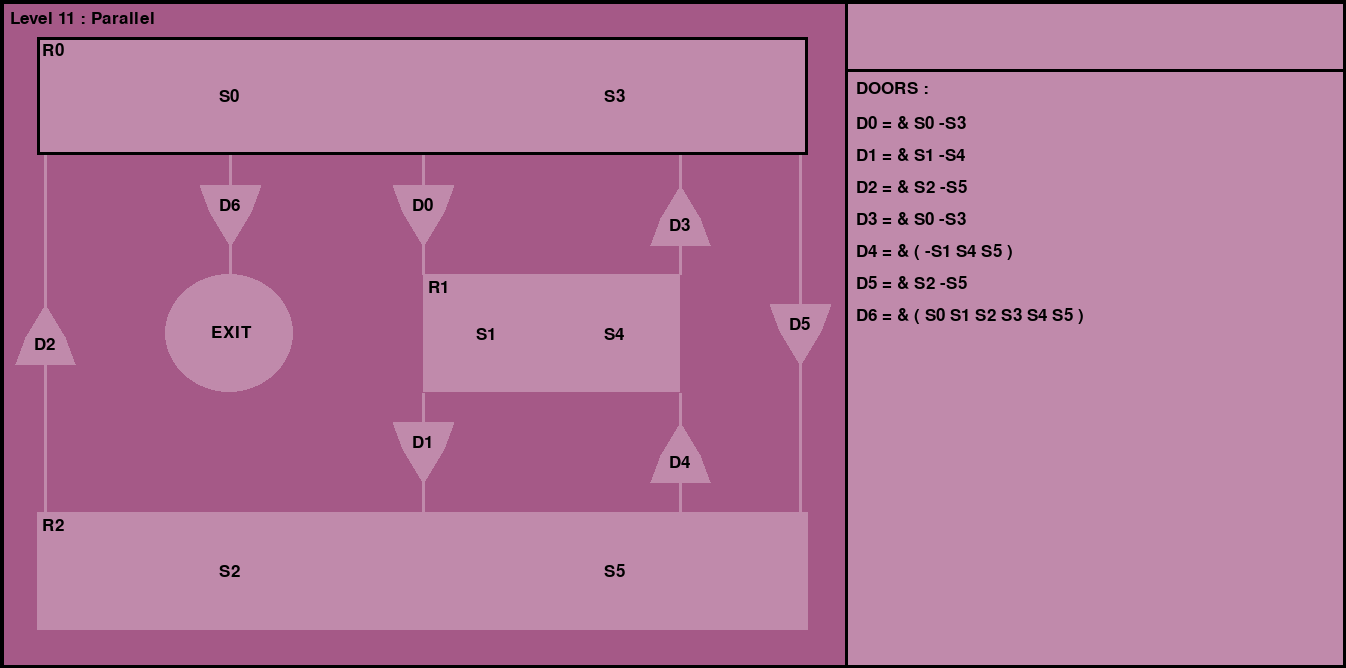 Level 11 : Parallel
R0
S0 S3
D6 D0 D3
R1
EXIT S1 S4
D2 D5
D1 D4
R2
S2 S5
DOORS :
D0 = & S0 -S3
D1 = & S1 -S4
D2 = & S2 -S5
D3 = & S0 -S3
D4 = & ( -S1 S4 S5 )
D5 = & S2 -S5
D6 = & ( S0 S1 S2 S3 S4 S5 )